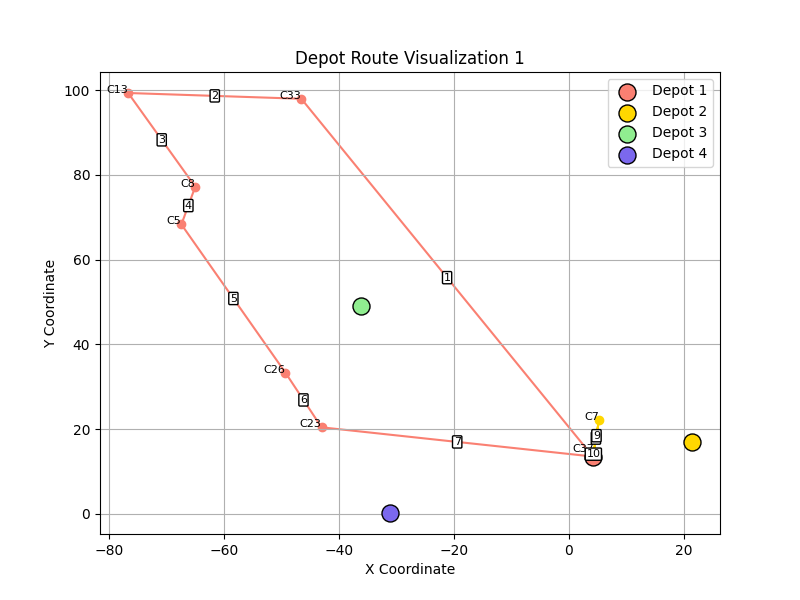 Depot Route Visualization 1
Depot 1
Depot 2
Depot 3
Depot 4
C13
2
C33
3
C8
4
C5
1
5
C26
6
C23
7
C7
9
10
Y Coordinate
100
80
60
40
20
0
−80
−60
−40
−20
0
20
X Coordinate